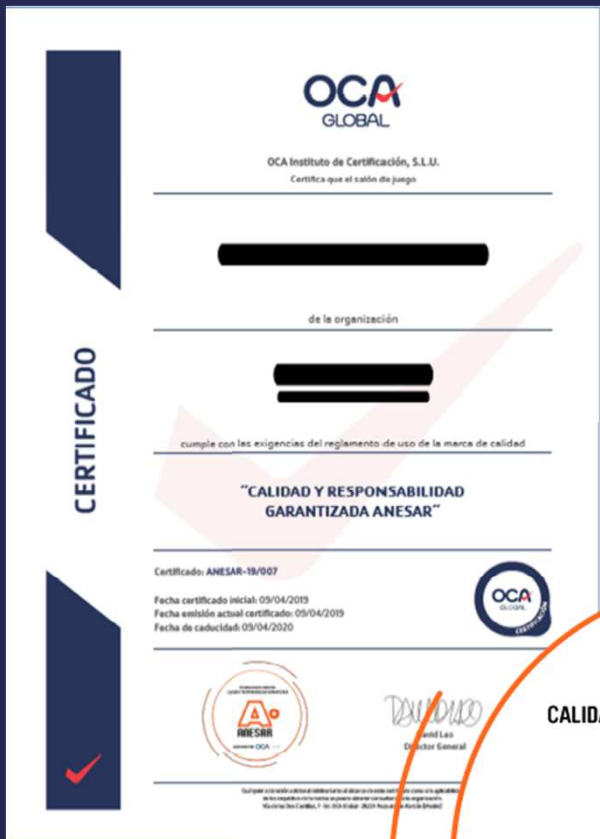 OCA
GLOBAL
OCA Instituto de Certificación, S.L.U.
Certifica que el salón de juego
de la organización
cumple con las exigencias del reglamento de uso de la marca de calidad
"CALIDAD Y RESPONSABILIDAD
GARANTIZADA ANESAR"
CERTIFICADO
Certificado: ANESAR-19/007
Fecha certificado inicial: 09/04/2019
Fecha emisión actual certificado: 09/04/2019
Fecha de caducidad: 09/04/2020
OCA
GLOBAL
CERTIFICACIÓN
ANESAR
OCA
David Lao
Director General